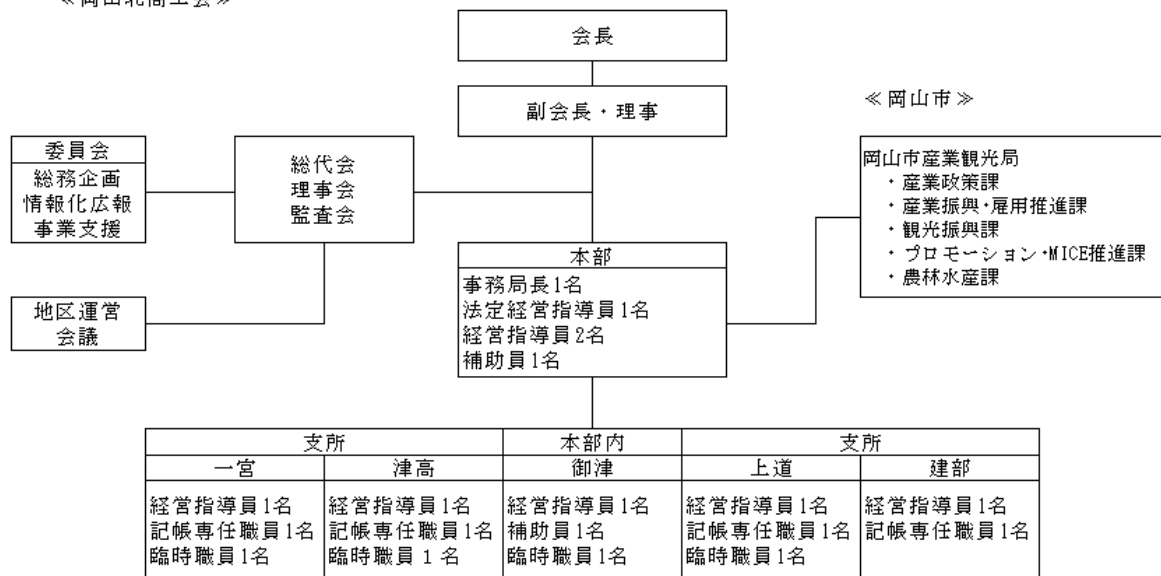 ≪岡山北商工会≫
会長
副会長・理事
≪岡山市≫
委員会
総務企画
情報化広報
事業支援
総代会
理事会
監査会
岡山市産業観光局
・産業政策課
・産業振興・雇用推進課
・観光振興課
・プロモーション・MICE推進課
・農林水産課
地区運営
会議
本部
事務局長1名
法定経営指導員1名
経営指導員2名
補助員1名
支所 本部内 支所
一宮 津高 御津 上道 建部
経営指導員1名 経営指導員1名 経営指導員1名 経営指導員1名 経営指導員1名
記帳専任職員1名 記帳専任職員1名 補助員1名 記帳専任職員1名 記帳専任職員1名
臨時職員1名 臨時職員１名 臨時職員1名 臨時職員1名